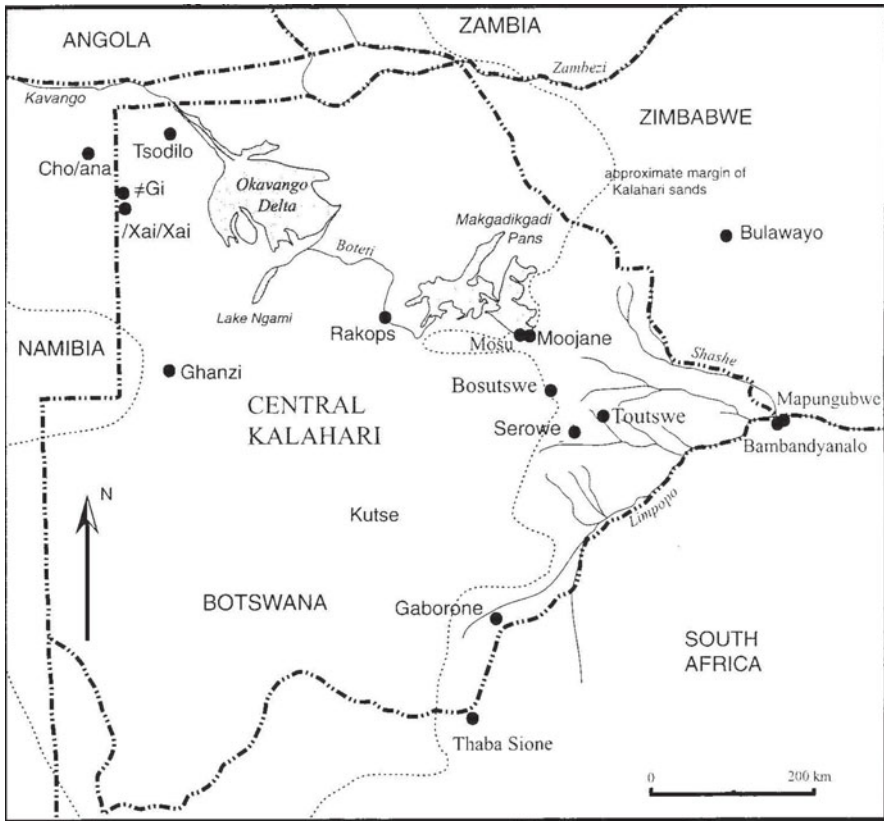 ANGOLA
ZAMBIA
Zambezi
Kavango
ZIMBABWE
Tsodilo
Cho/ana
approximate margin of
Kalahari sands
≠Gi
Okavango
Delta
/Xai/Xai
Makgadikgadi
Pans
Bulawayo
Boteti
Lake Ngami
Rakops
Mosu
Moojane
NAMIBIA
Shashe
Ghanzi
Bosutswe
Mapungubwe
CENTRAL
KALAHARI
Toutswe
Serowe
Bambandyanalo
N
Kutse
Limpopo
BOTSWANA
Gaborone
SOUTH
AFRICA
Thaba Sione
0
200 km